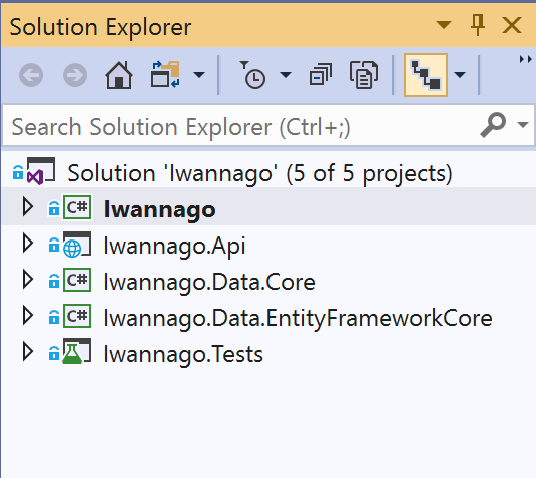 Solution Explorer
Search Solution Explorer (Ctrl+;)
Solution 'Iwannago' (5 of 5 projects)
C# Iwannago
Iwannago.Api
C# Iwannago.Data.Core
C# Iwannago.Data.EntityFrameworkCore
Iwannago.Tests